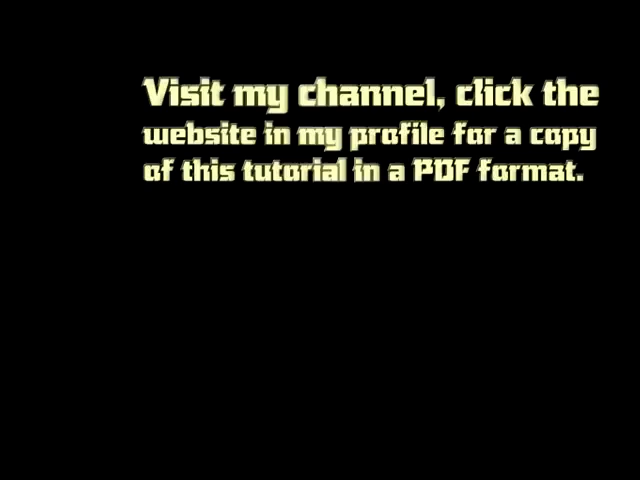 Visit my channel, click the
website in my profile for a copy
of this tutorial in a PDF format.